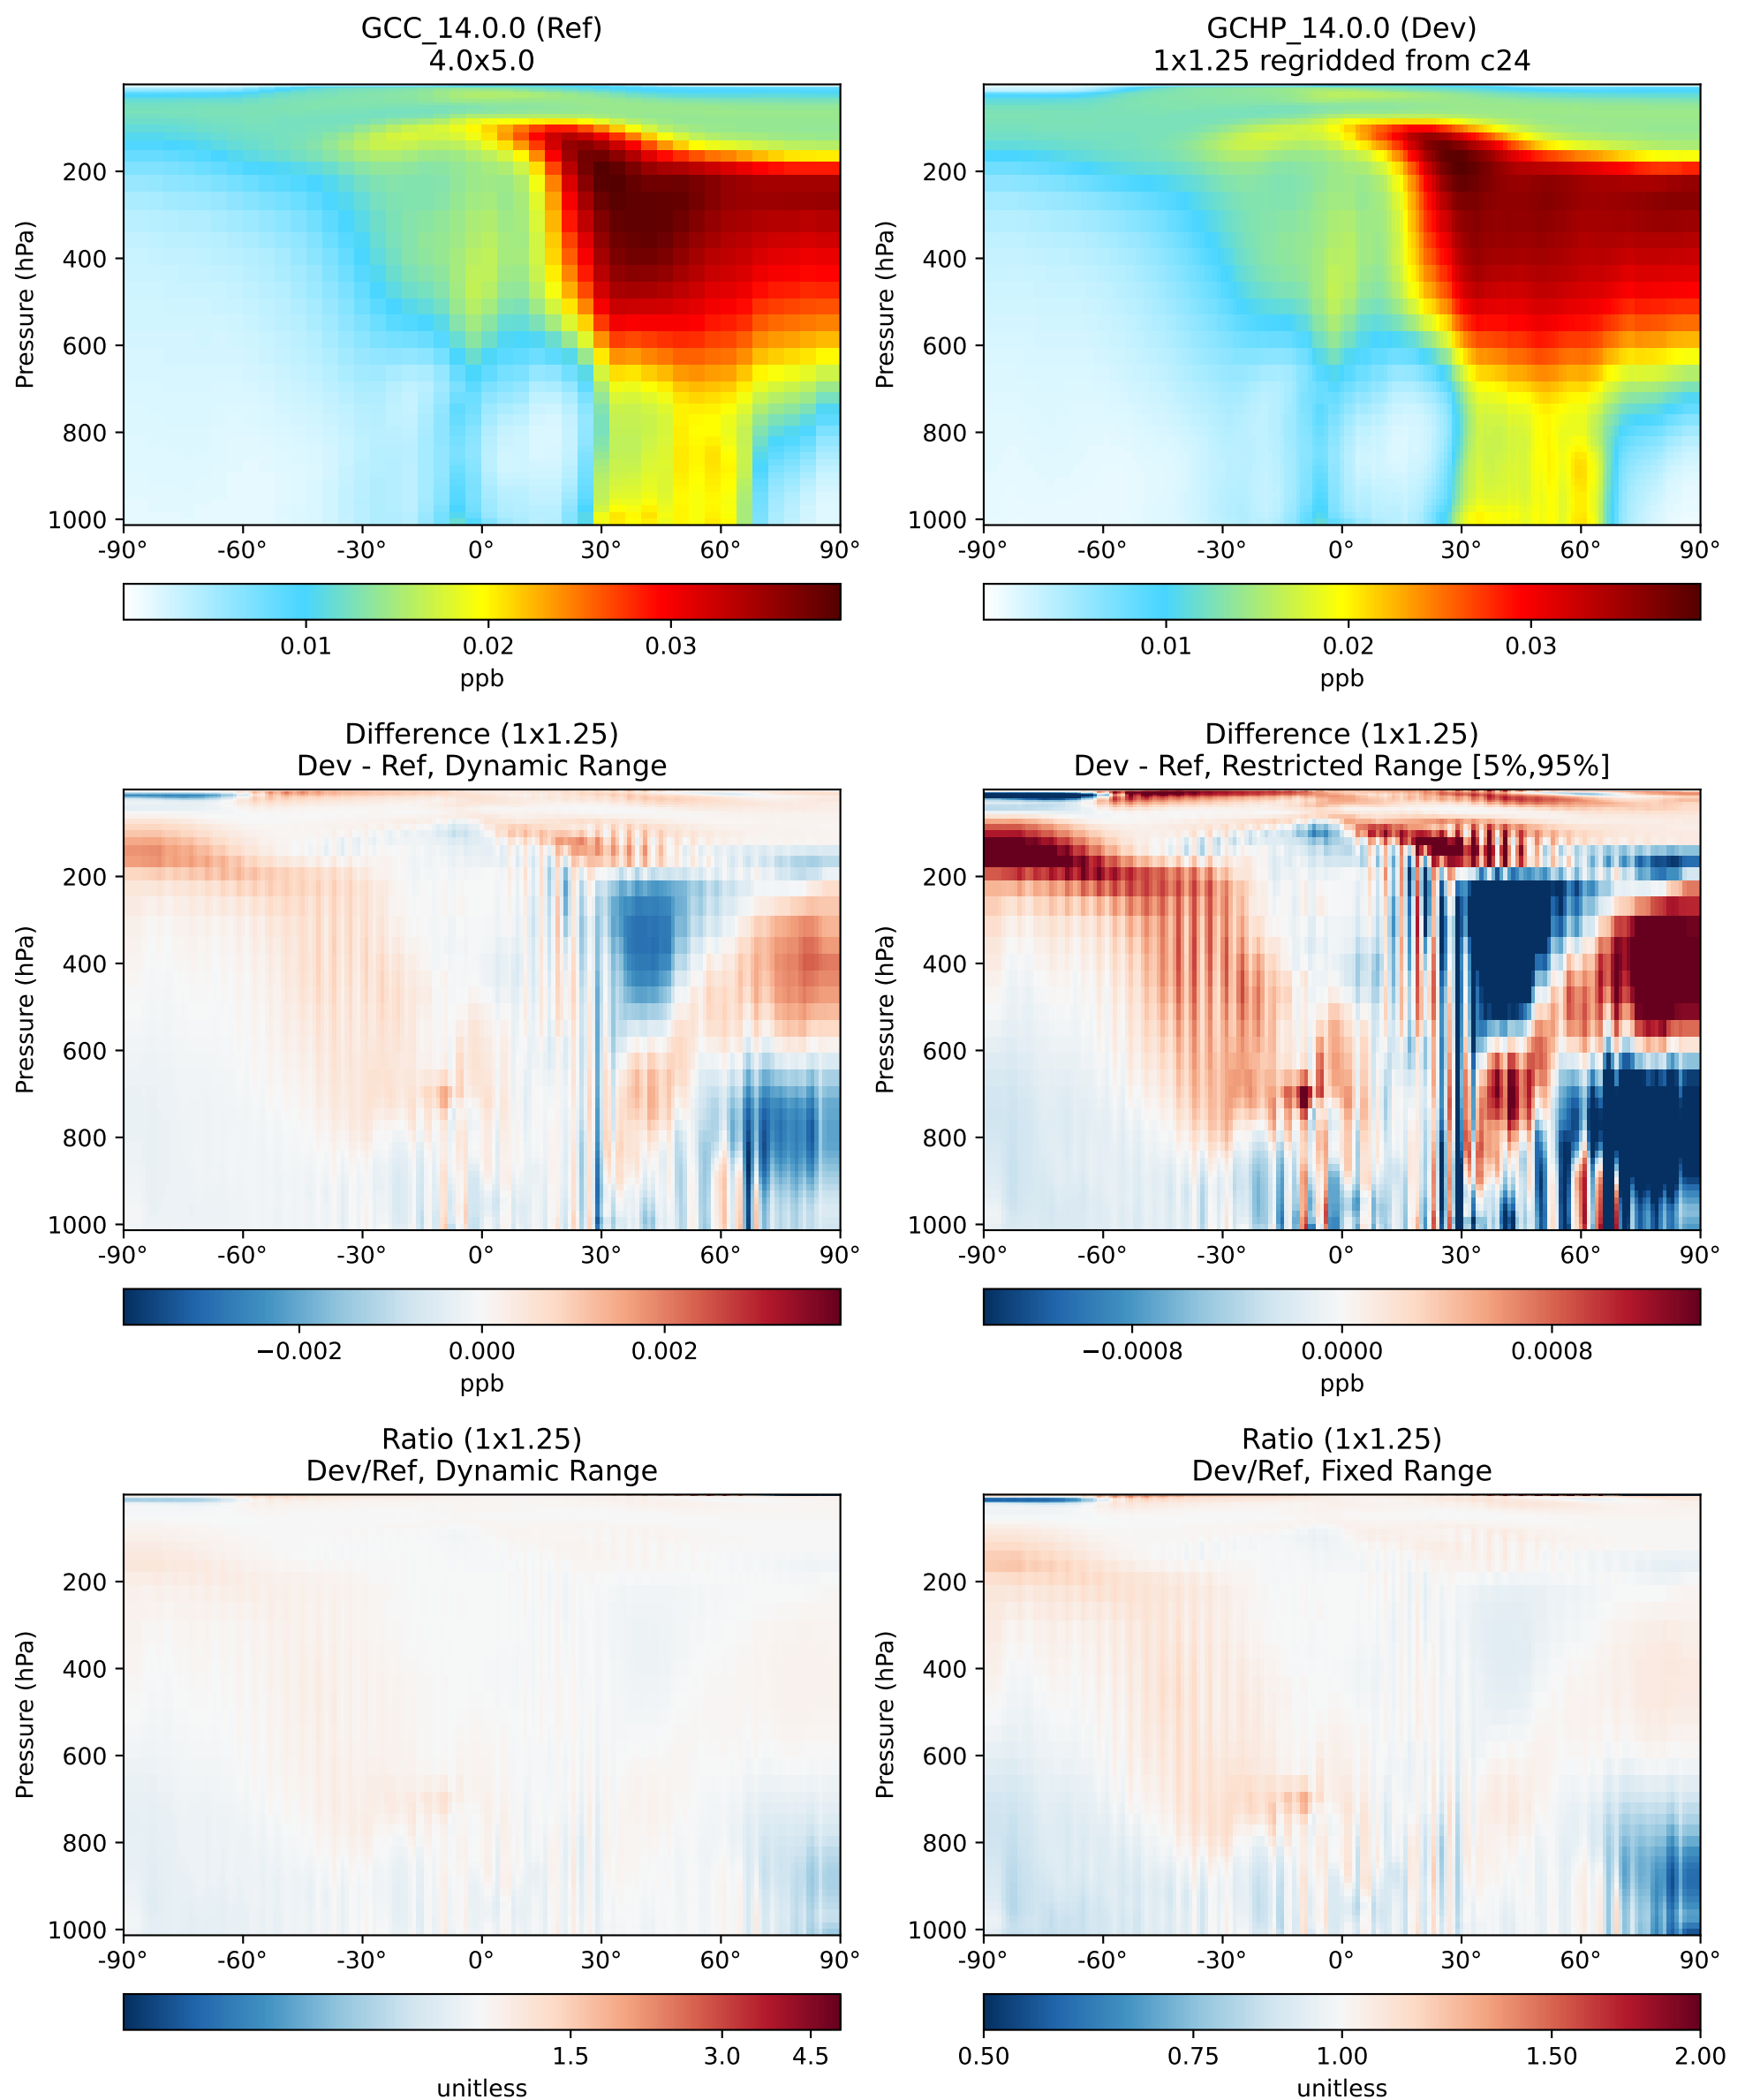 GCC_14.0.0 (Ref)
4.0x5.0
Pressure (hPa)
200
400
600
800
1000
-90° -60° -30° 0° 30° 60° 90°
0.01 0.02 0.03
ppb
GCHP_14.0.0 (Dev)
1x1.25 regridded from c24
Pressure (hPa)
200
400
600
800
1000
-90° -60° -30° 0° 30° 60° 90°
0.01 0.02 0.03
ppb
Difference (1x1.25)
Dev - Ref, Dynamic Range
Pressure (hPa)
200
400
600
800
1000
-90° -60° -30° 0° 30° 60° 90°
−0.002 0.000 0.002
ppb
Difference (1x1.25)
Dev - Ref, Restricted Range [5%,95%]
Pressure (hPa)
200
400
600
800
1000
-90° -60° -30° 0° 30° 60° 90°
−0.0008 0.0000 0.0008
ppb
Ratio (1x1.25)
Dev/Ref, Dynamic Range
Pressure (hPa)
200
400
600
800
1000
-90° -60° -30° 0° 30° 60° 90°
1.5 3.0 4.5
unitless
Ratio (1x1.25)
Dev/Ref, Fixed Range
Pressure (hPa)
200
400
600
800
1000
-90° -60° -30° 0° 30° 60° 90°
0.50 0.75 1.00 1.50 2.00
unitless